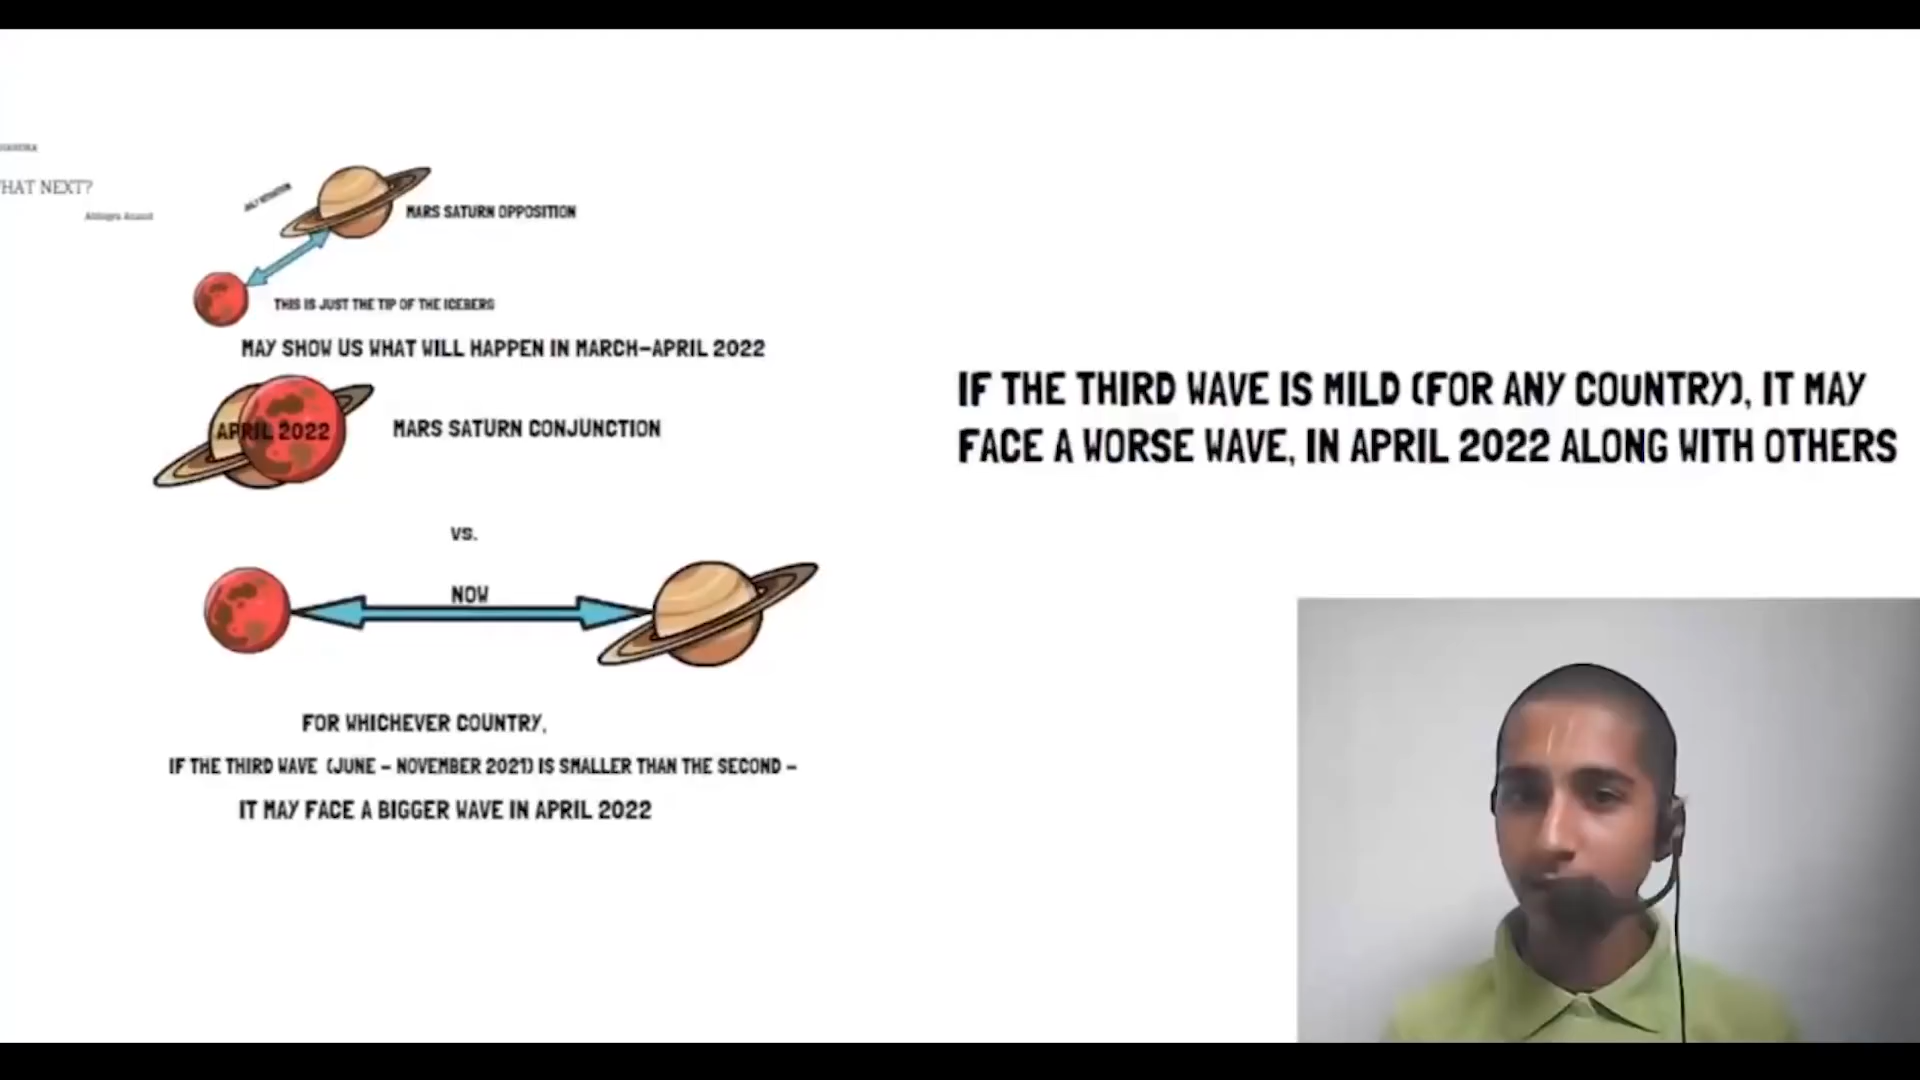 HAT NEXT?
Abhigya Anand
MARS SATURN OPPOSITION
THIS IS JUST THE TIP OF THE ICEBERG
MAY SHOW US WHAT WILL HAPPEN IN MARCH-APRIL 2022
APRIL 2022
MARS SATURN CONJUNCTION
VS.
NOW
FOR WHICHEVER COUNTRY,
IF THE THIRD WAVE (JUNE - NOVEMBER 2021) IS SMALLER THAN THE SECOND -
IT MAY FACE A BIGGER WAVE IN APRIL 2022
IF THE THIRD WAVE IS MILD (FOR ANY COUNTRY), IT MAY
FACE A WORSE WAVE, IN APRIL 2022 ALONG WITH OTHERS